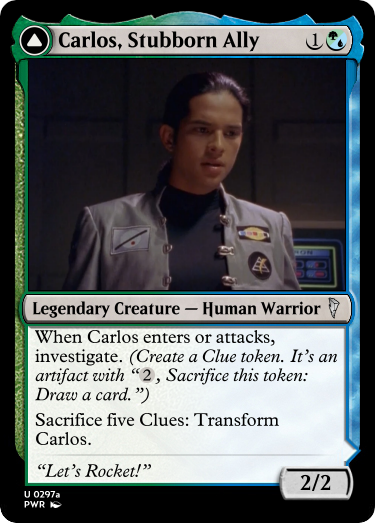 Carlos, Stubborn Ally 1
Legendary Creature — Human Warrior
When Carlos enters or attacks,
investigate. (Create a Clue token. It's an
artifact with “2, Sacrifice this token:
Draw a card.”)
Sacrifice five Clues: Transform
Carlos.
“Let's Rocket!”
2/2
U 0297a
PWR